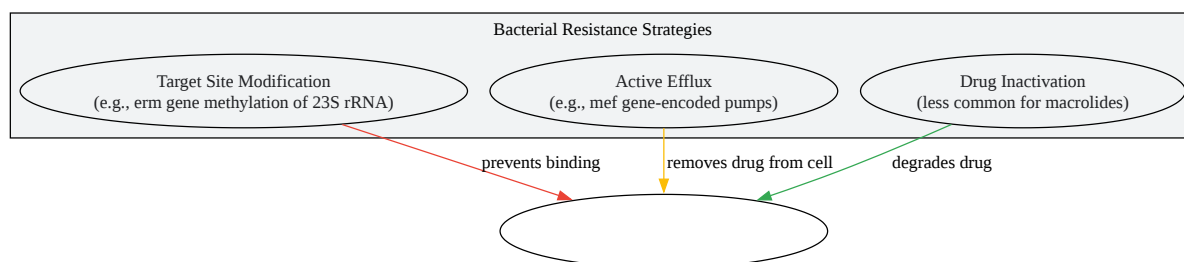 Bacterial Resistance Strategies
Target Site Modification
(e.g., erm gene methylation of 23S rRNA)
Active Efflux
(e.g., mef gene-encoded pumps)
Drug Inactivation
(less common for macrolides)
prevents binding
removes drug from cell
degrades drug